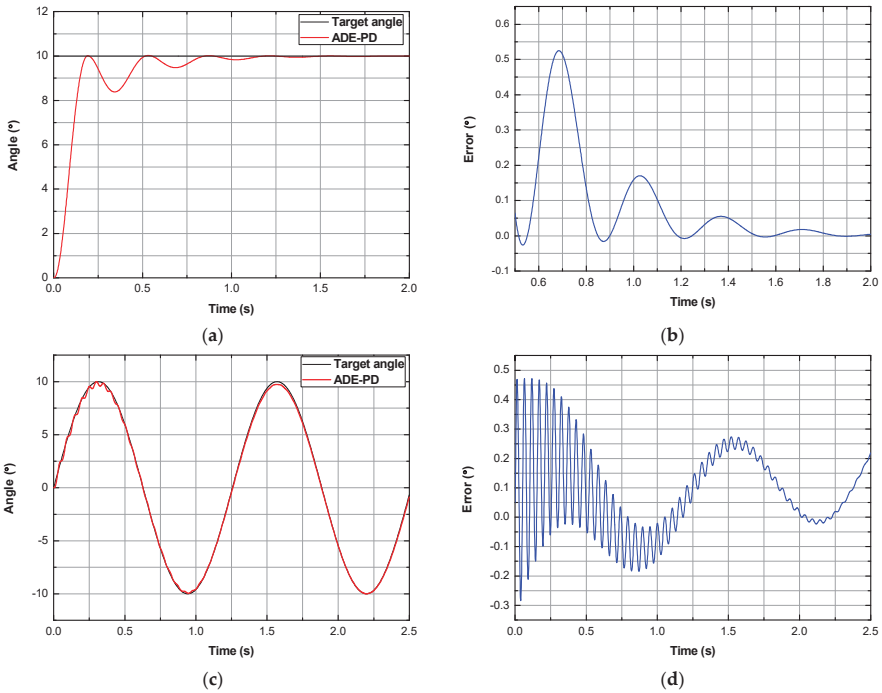 Target angle
ADE-PD
12
10
8
6
4
2
0
Angle (°)
0.0 0.5 1.0 1.5 2.0
Time (s)
(a)
0.6
0.5
0.4
0.3
0.2
0.1
0.0
-0.1
Error (°)
0.6 0.8 1.0 1.2 1.4 1.6 1.8 2.0
Time (s)
(b)
Target angle
ADE-PD
10
5
0
-5
-10
Angle (°)
0.0 0.5 1.0 1.5 2.0 2.5
Time (s)
(c)
0.5
0.4
0.3
0.2
0.1
0.0
-0.1
-0.2
-0.3
Error (°)
0.0 0.5 1.0 1.5 2.0 2.5
Time (s)
(d)